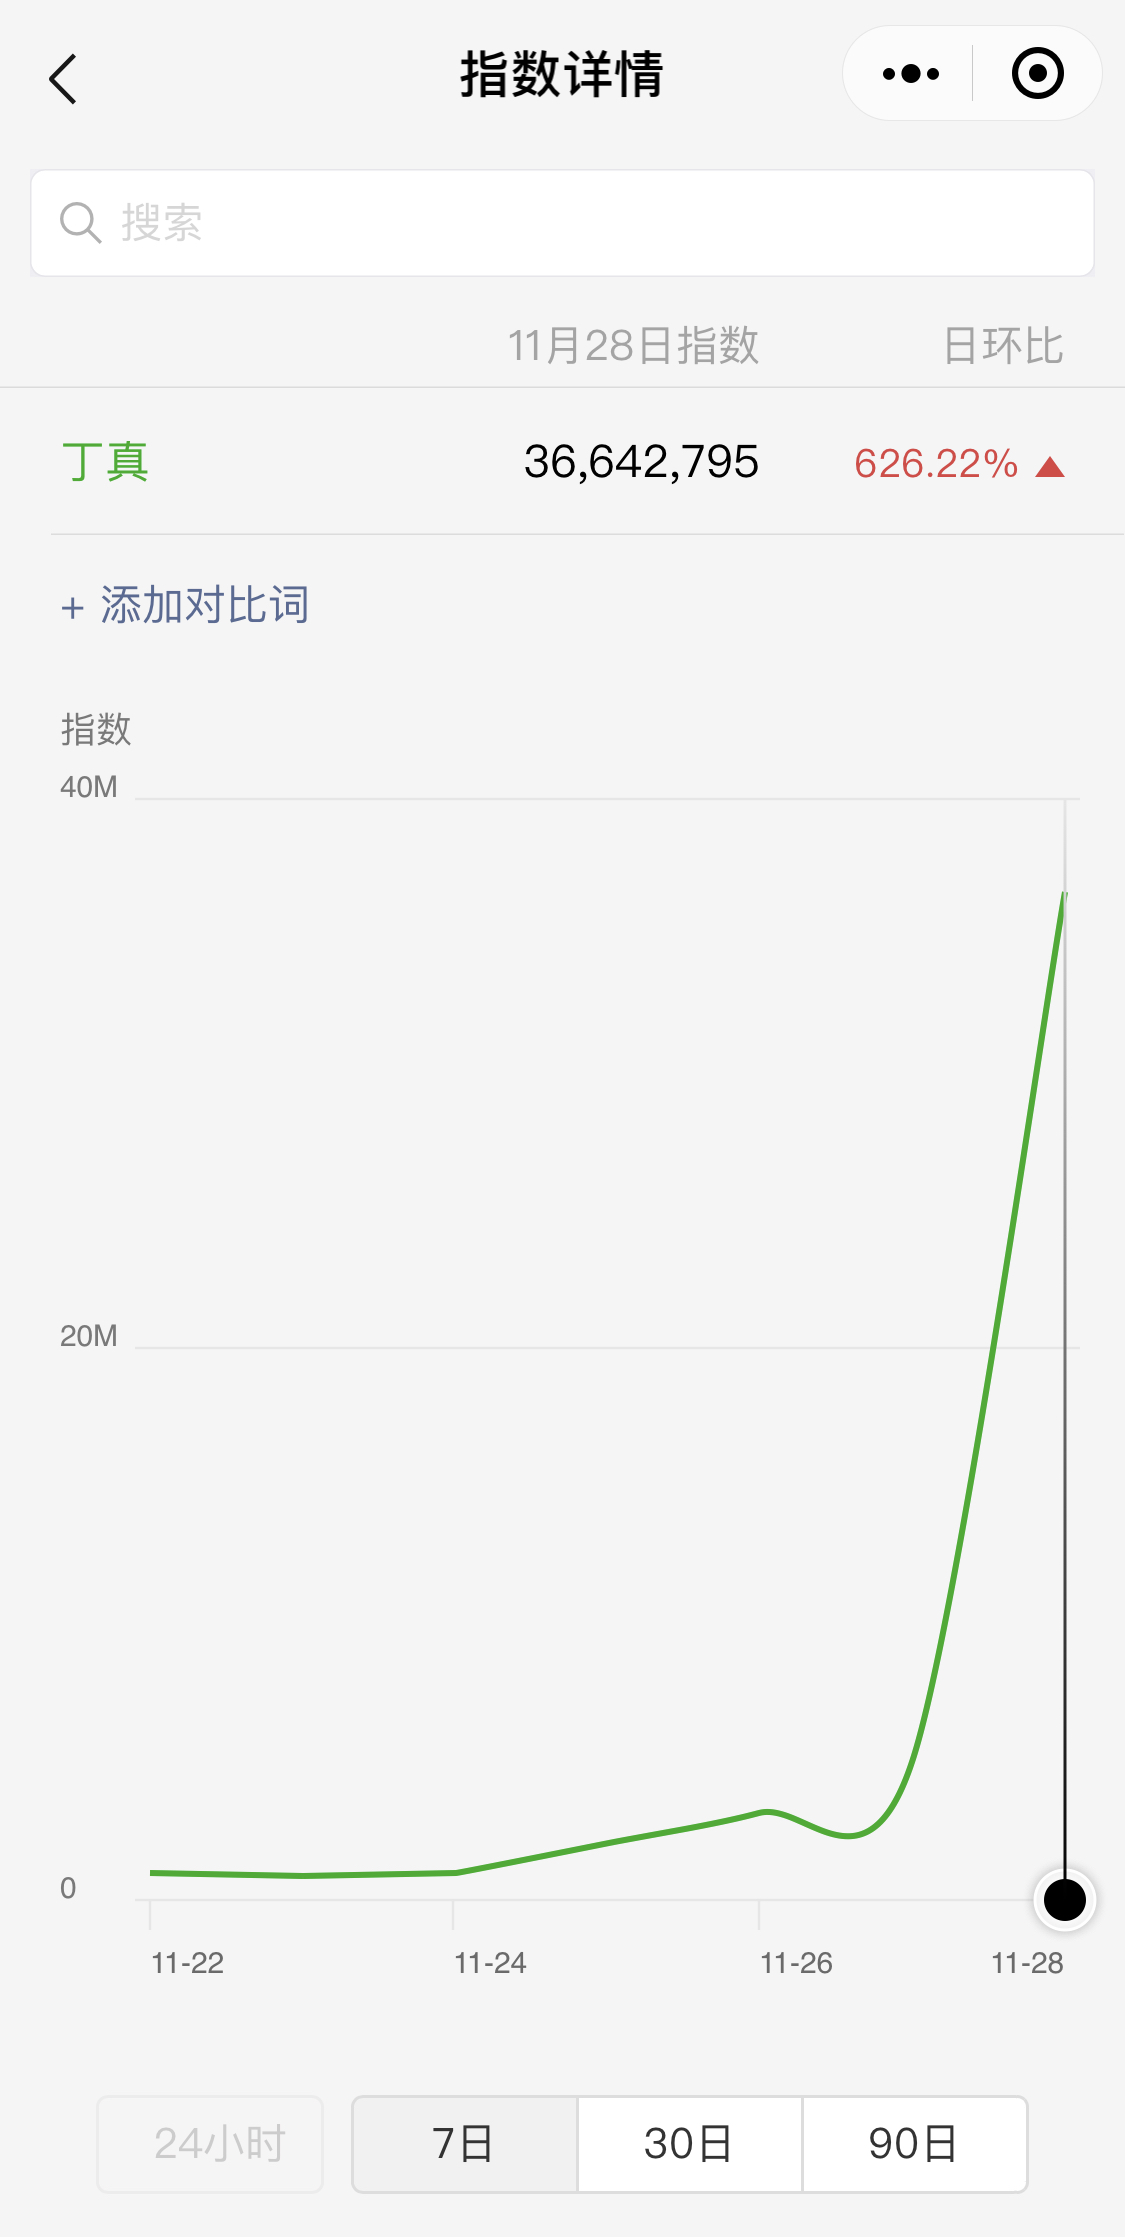 指数详情
搜索
11月28日指数 日环比
丁真 36,642,795 626.22%
+ 添加对比词
指数
40M
20M
0
11-22 11-24 11-26 11-28
24小时 7日 30日 90日